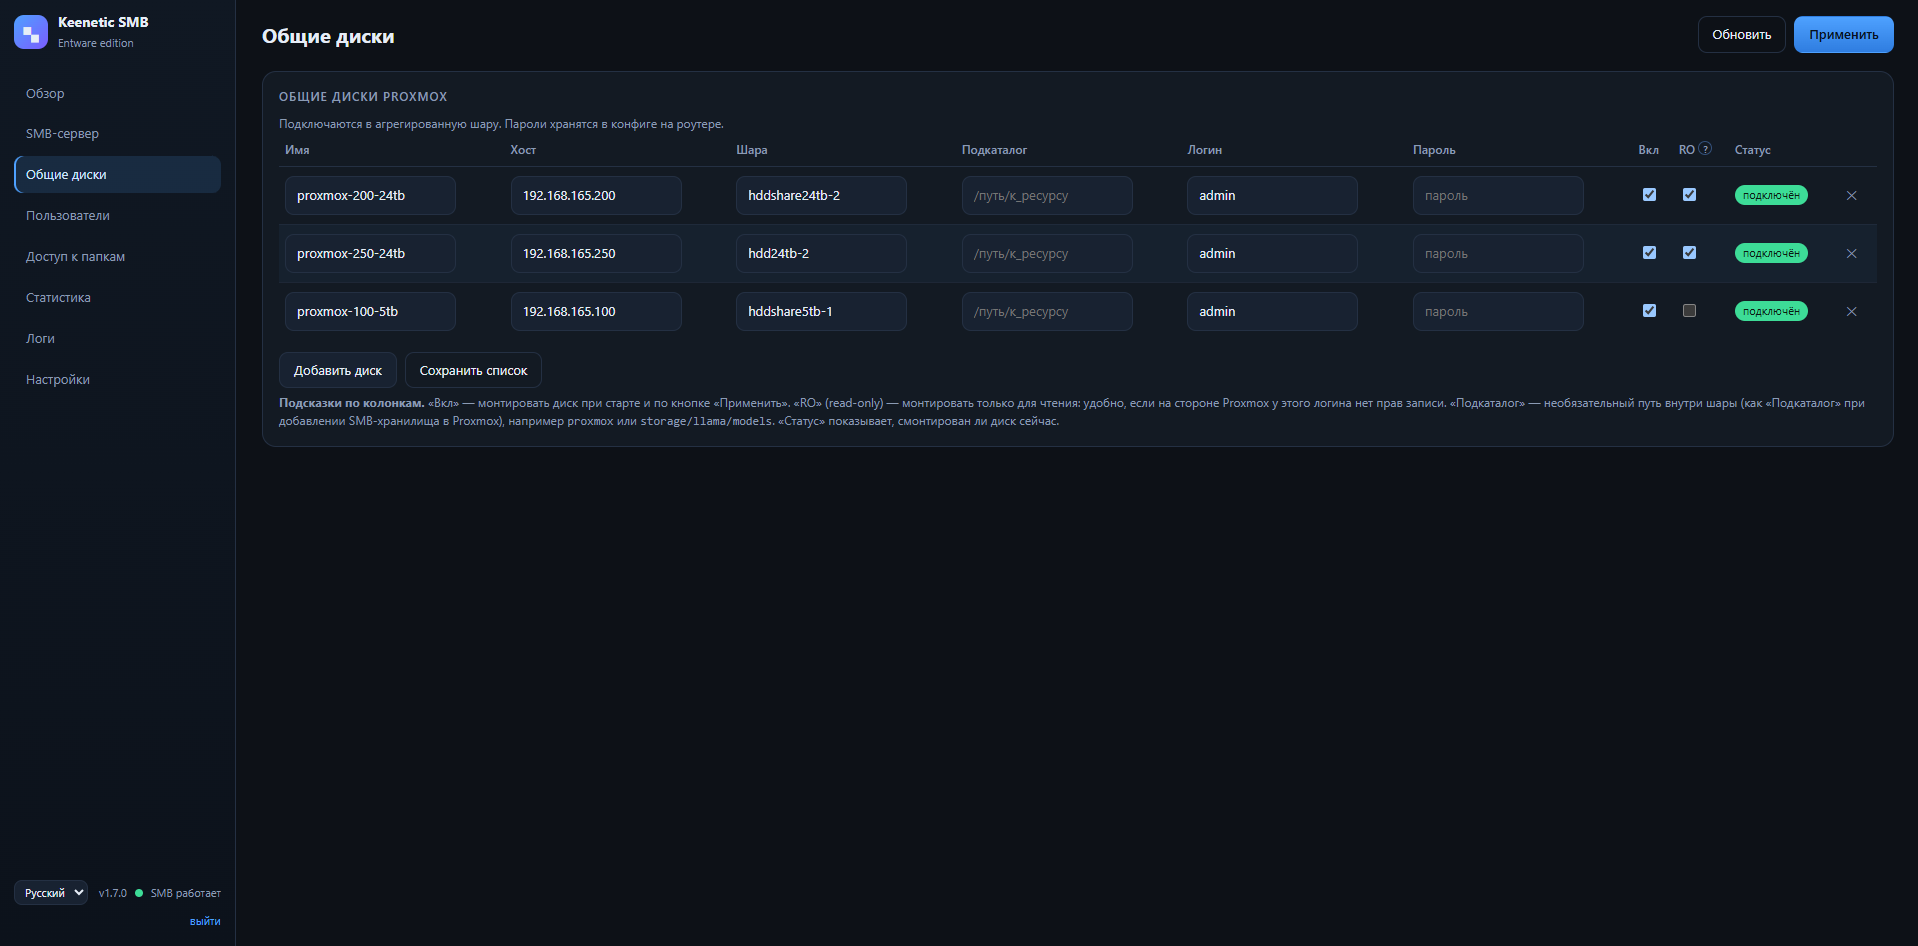 Keenetic SMB
Entware edition
Обзор
SMB-сервер
Общие диски
Пользователи
Доступ к папкам
Статистика
Логи
Настройки
Русский v1.7.0 SMB работает
выйти
Общие диски
Обновить Применить
ОБЩИЕ ДИСКИ PROXMOX
Подключаются в агрегированную шару. Пароли хранятся в конфиге на роутере.
Имя Хост Шара Подкаталог Логин Пароль Вкл RO ? Статус
proxmox-200-24tb 192.168.165.200 hddshare24tb-2 /путь/к_ресурсу admin пароль подключён ×
proxmox-250-24tb 192.168.165.250 hdd24tb-2 /путь/к_ресурсу admin пароль подключён ×
proxmox-100-5tb 192.168.165.100 hddshare5tb-1 /путь/к_ресурсу admin пароль подключён ×
Добавить диск Сохранить список
Подсказки по колонкам. «Вкл» — монтировать диск при старте и по кнопке «Применить». «RO» (read-only) — монтировать только для чтения: удобно, если на стороне Proxmox у этого логина нет прав записи. «Подкаталог» — необязательный путь внутри шары (как «Подкаталог» при
добавлении SMB-хранилища в Proxmox), например proxmox или storage/llama/models. «Статус» показывает, смонтирован ли диск сейчас.